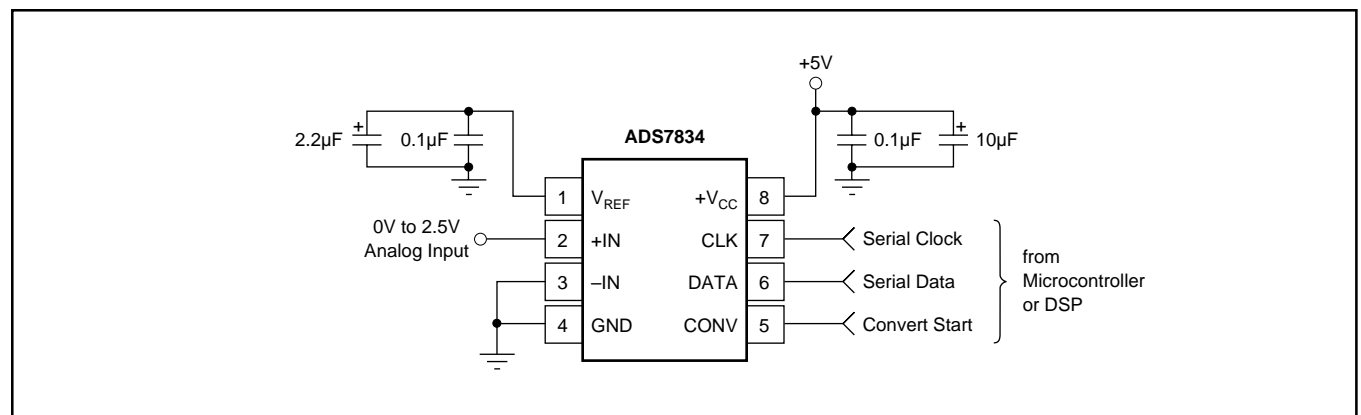 +5V
+
2.2µF
0.1µF
ADS7834
0.1µF
+
10µF
1
VREF
+VCC
8
0V to 2.5V
Analog Input
2
+IN
CLK
7
Serial Clock
3
–IN
DATA
6
Serial Data
4
GND
CONV
5
Convert Start
from
Microcontroller
or DSP